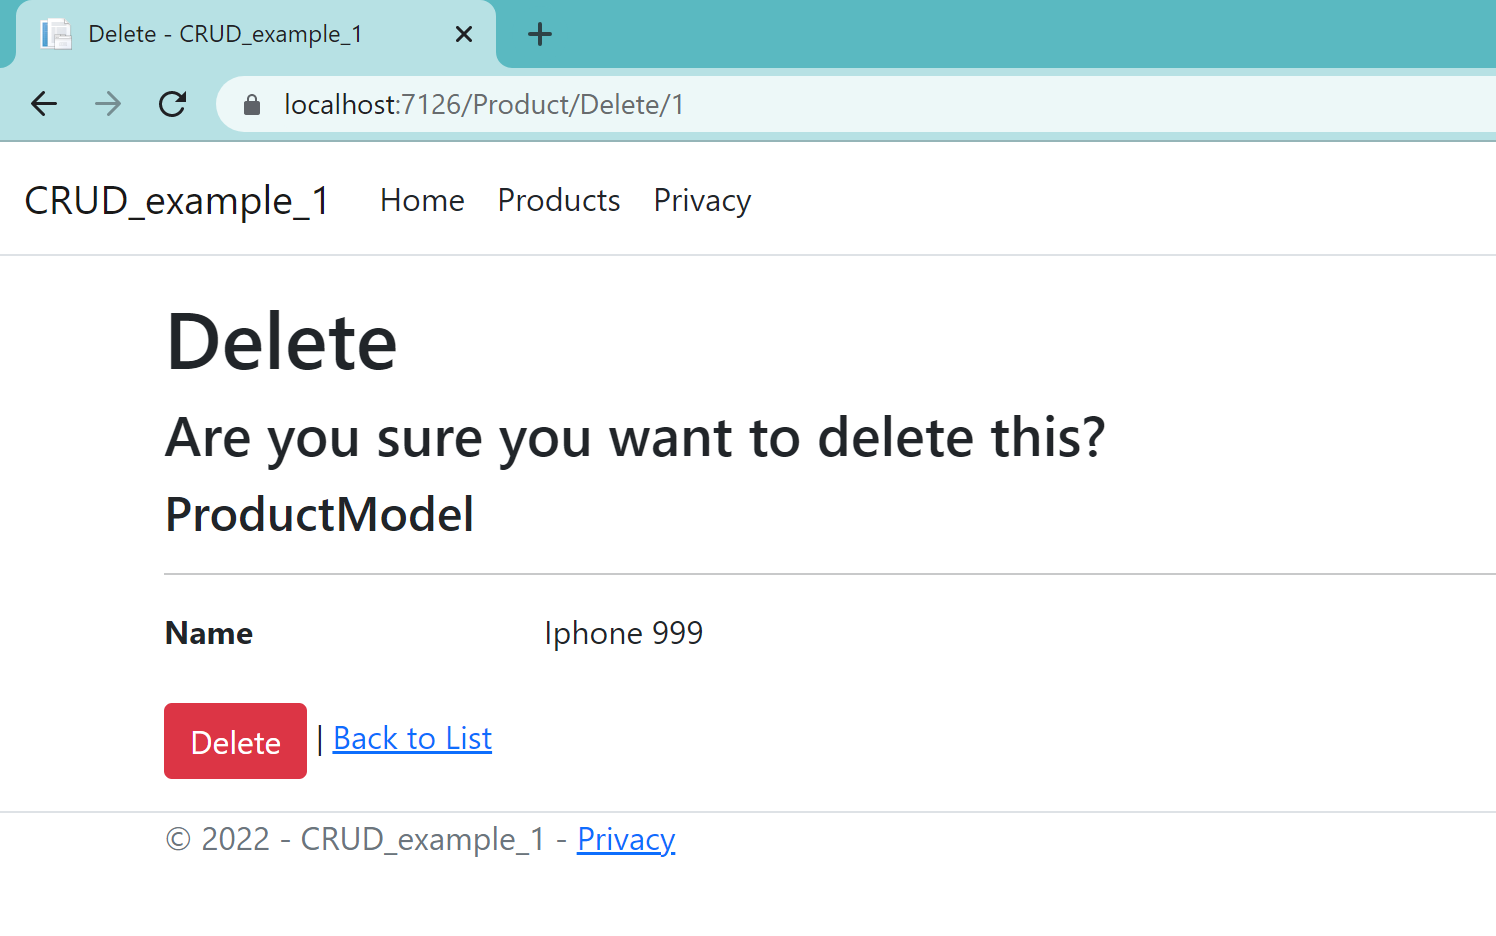 Delete - CRUD_example_1
localhost:7126/Product/Delete/1
CRUD_example_1 Home Products Privacy
Delete
Are you sure you want to delete this?
ProductModel
Name Iphone 999
Delete | Back to List
© 2022 - CRUD_example_1 - Privacy